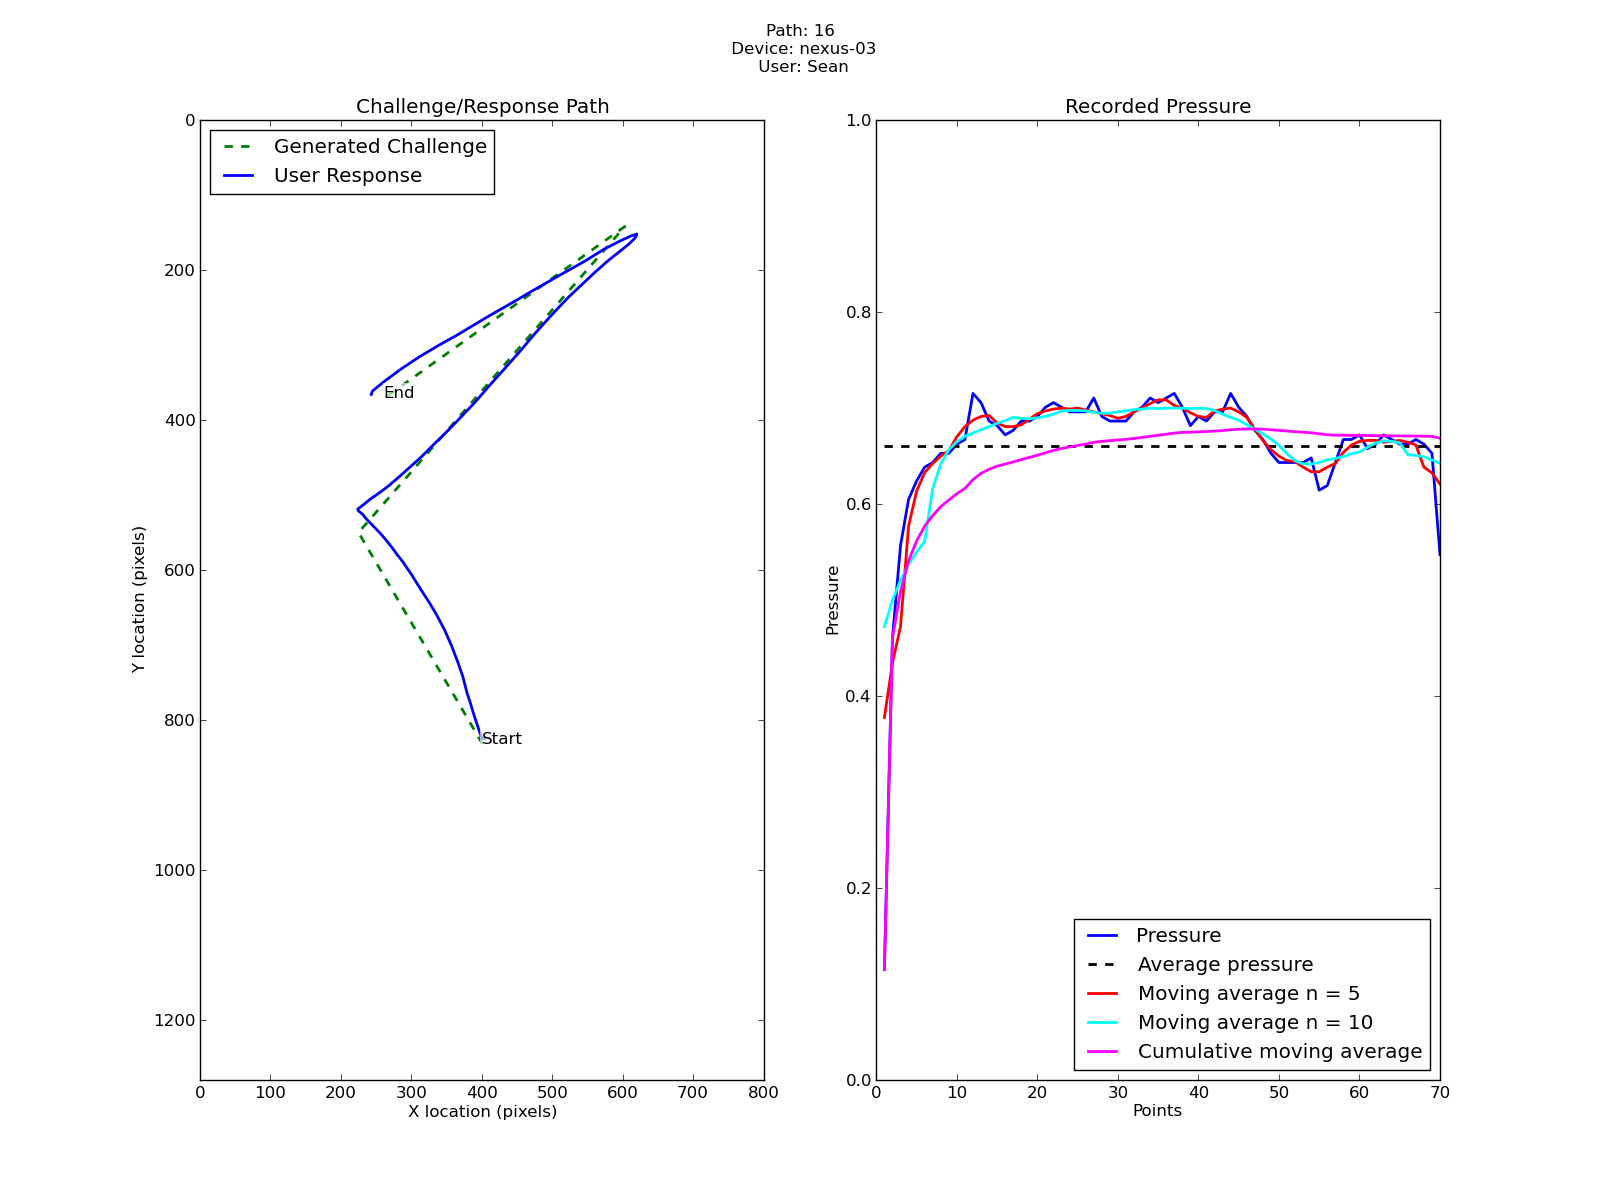 Path: 16
Device: nexus-03
User: Sean
Challenge/Response Path
Generated Challenge
User Response
0
200
400
600
800
1000
1200
Y location (pixels)
End
Start
0 100 200 300 400 500 600 700 800
X location (pixels)
Recorded Pressure
1.0
0.8
0.6
0.4
0.2
0.0
Pressure
Pressure
Average pressure
Moving average n = 5
Moving average n = 10
Cumulative moving average
0 10 20 30 40 50 60 70
Points